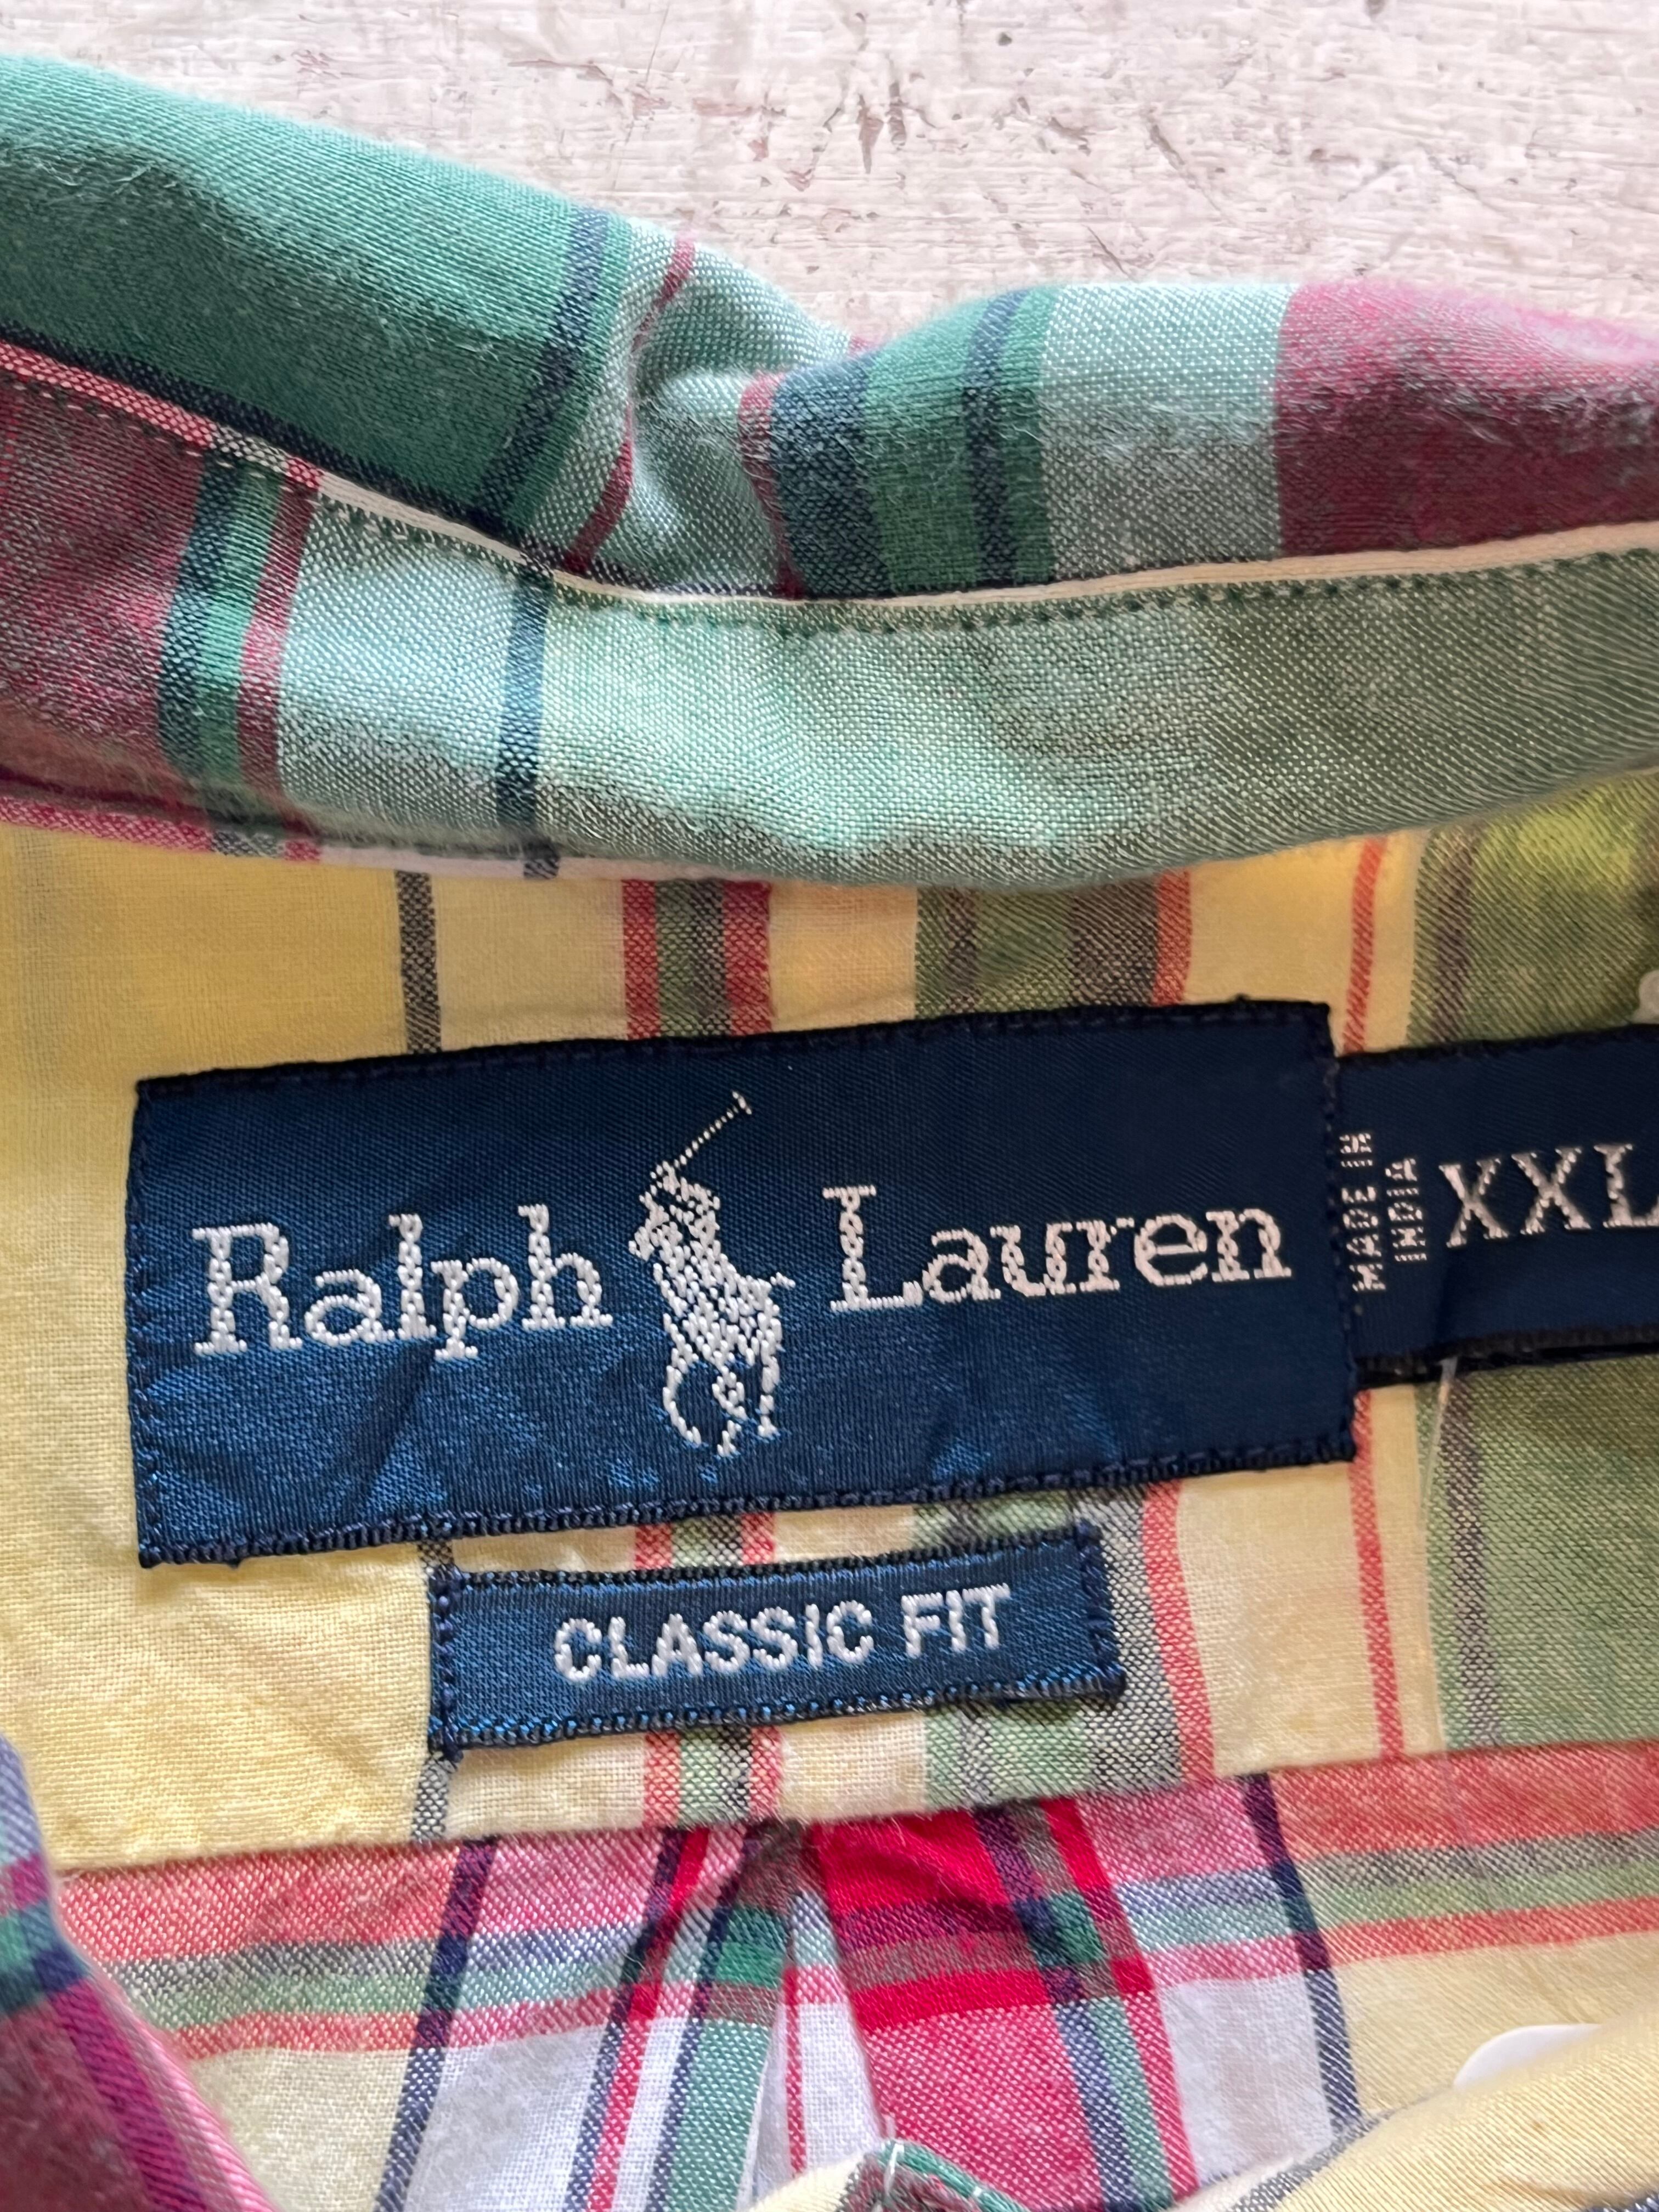 Ralph Lauren
MADE IN
INDIA
XXL
CLASSIC FIT